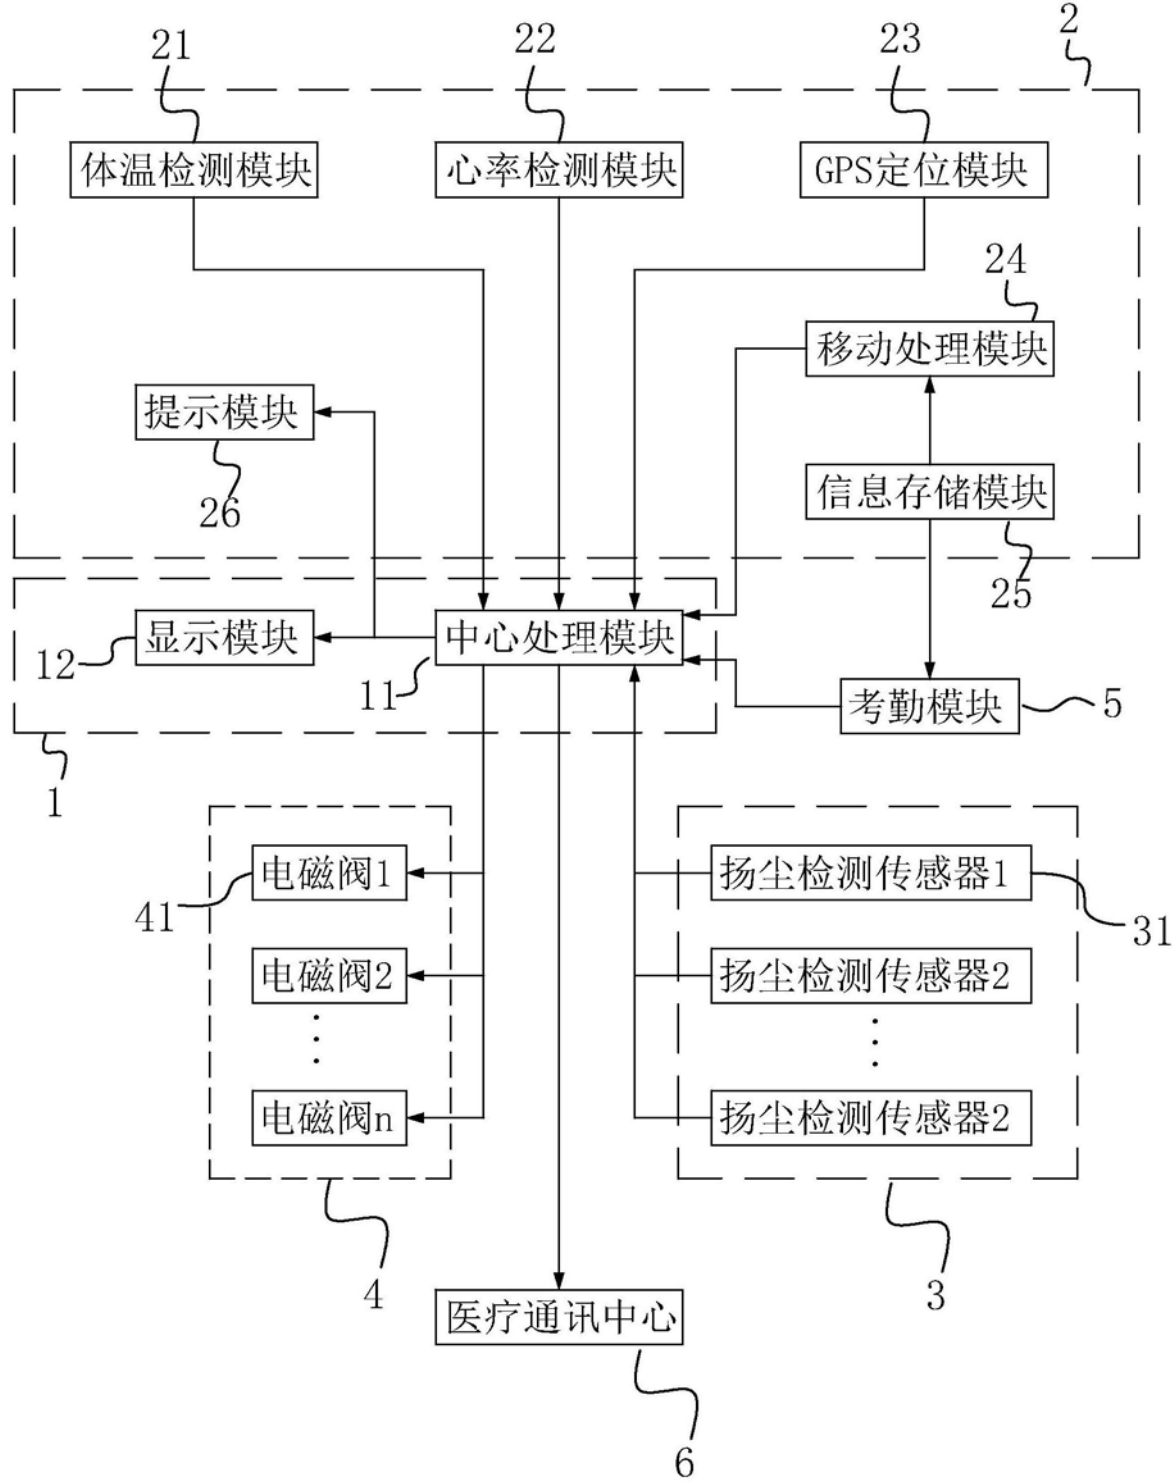 2
21
22
23
体温检测模块
心率检测模块
GPS定位模块
24
移动处理模块
提示模块
26
信息存储模块
25
显示模块
12
中心处理模块
11
考勤模块
5
1
电磁阀1
41
扬尘检测传感器1
31
电磁阀2
扬尘检测传感器2
电磁阀n
扬尘检测传感器2
4
3
医疗通讯中心
6